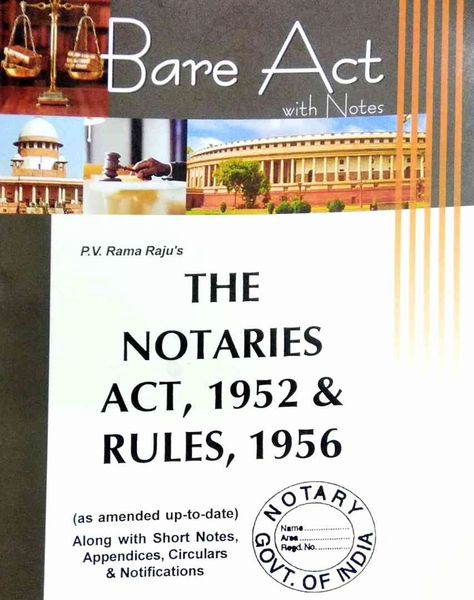 Bare Act
with Notes
P.V. Rama Raju's
THE
NOTARIES
ACT, 1952 &
RULES, 1956
(as amended up-to-date)
Along with Short Notes,
Appendices, Circulars
& Notifications
NOTARY
Name..............
Area..............
Regd. No..............
GOVT. OF INDIA